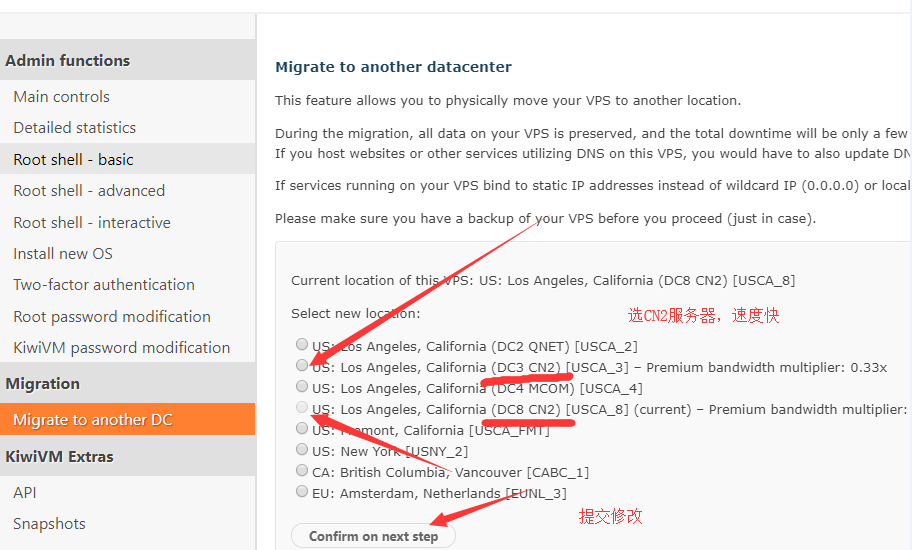 Admin functions
Main controls
Detailed statistics
Root shell - basic
Root shell - advanced
Root shell - interactive
Install new OS
Two-factor authentication
Root password modification
KiwiVM password modification
Migration
Migrate to another DC
KiwiVM Extras
API
Snapshots
Migrate to another datacenter
This feature allows you to physically move your VPS to another location.
During the migration, all data on your VPS is preserved, and the total downtime will be only a few
If you host websites or other services utilizing DNS on this VPS, you would have to also update DN
If services running on your VPS bind to static IP addresses instead of wildcard IP (0.0.0.0) or local
Please make sure you have a backup of your VPS before you proceed (just in case).
Current location of this VPS: US: Los Angeles, California (DC8 CN2) [USCA_8]
Select new location:
选CN2服务器，速度快
US: Los Angeles, California (DC2 QNET) [USCA_2]
US: Los Angeles, California (DC3 CN2) [USCA_3] – Premium bandwidth multiplier: 0.33x
US: Los Angeles, California (DC4 MCOM) [USCA_4]
US: Los Angeles, California (DC8 CN2) [USCA_8] (current) – Premium bandwidth multiplier:
US: Fremont, California [USCA_FMT]
US: New York [USNY_2]
CA: British Columbia, Vancouver [CABC_1]
EU: Amsterdam, Netherlands [EUNL_3]
提交修改
Confirm on next step